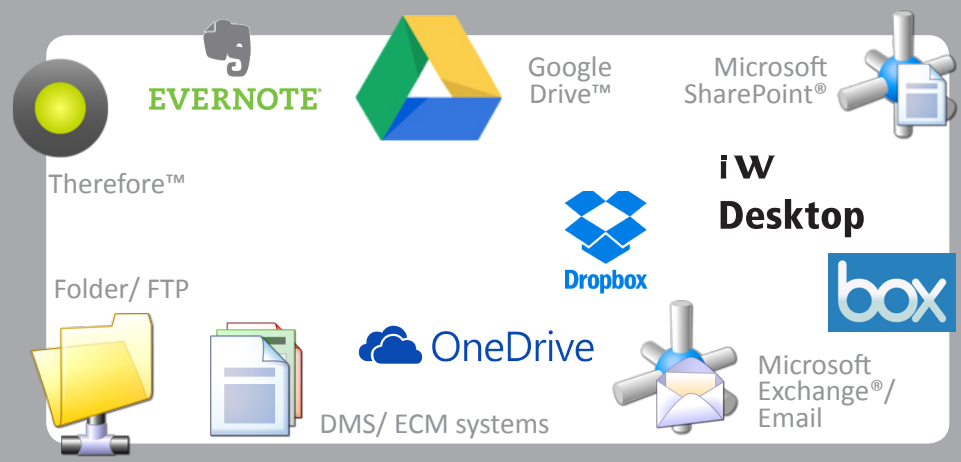 EVERNOTE
Google
Drive™
Microsoft
SharePoint®
Therefore™
iW
Desktop
Dropbox
box
Folder/ FTP
OneDrive
Microsoft
Exchange®/
Email
DMS/ ECM systems